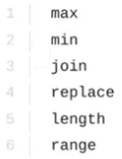 1 max
2 min
3 join
4 replace
5 length
6 range